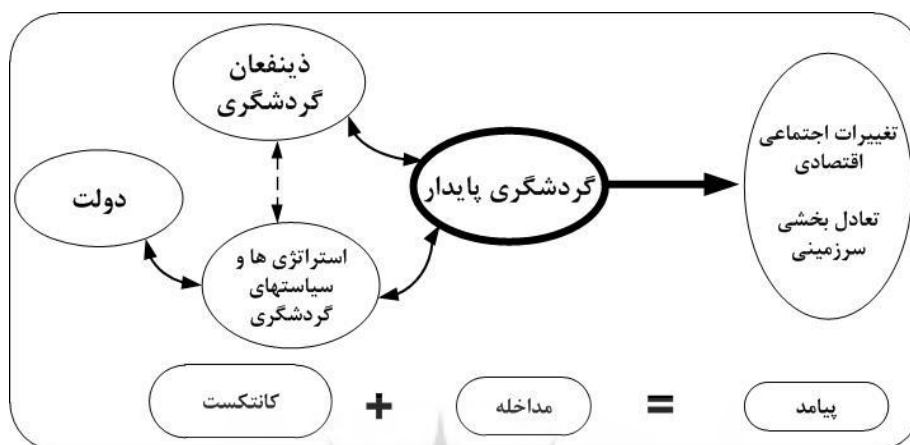 ذینفعان
گردشگری
تغییرات اجتماعی
اقتصادی
تعادل بخشی
سرزمینی
گردشگری پایدار
دولت
استراتژی ها و
سیاستهای
گردشگری
پیامد
=
مداخله
+
کانتکست